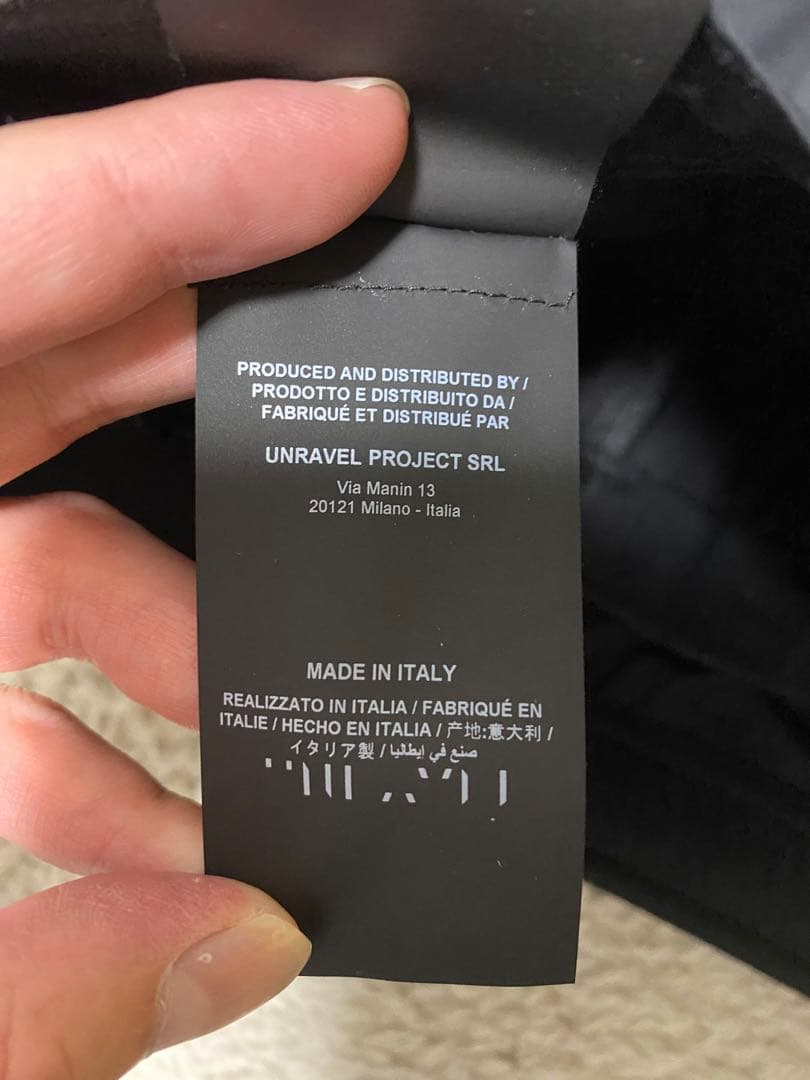 PRODUCED AND DISTRIBUTED BY /
PRODOTTO E DISTRIBUITO DA /
FABRIQUÉ ET DISTRIBUÉ PAR
UNRAVEL PROJECT SRL
Via Manin 13
20121 Milano - Italia
MADE IN ITALY
REALIZZATO IN ITALIA / FABRIQUÉ EN
ITALIE / HECHO EN ITALIA / 产地:意大利 /
イタリア製 / صنع في إيطاليا